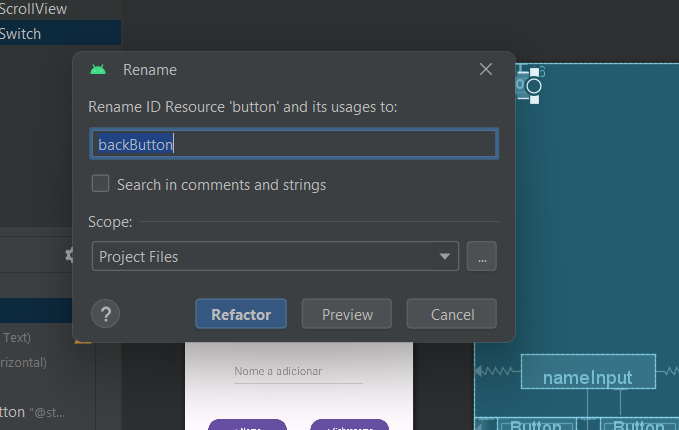 ScrollView
Switch
Rename
Rename ID Resource 'button' and its usages to:
backButton
Search in comments and strings
Scope:
Project Files
...
?
Refactor
Preview
Cancel
Text)
rizontal)
tton "@st...
Nome a adicionar
nameInput
Button
Button